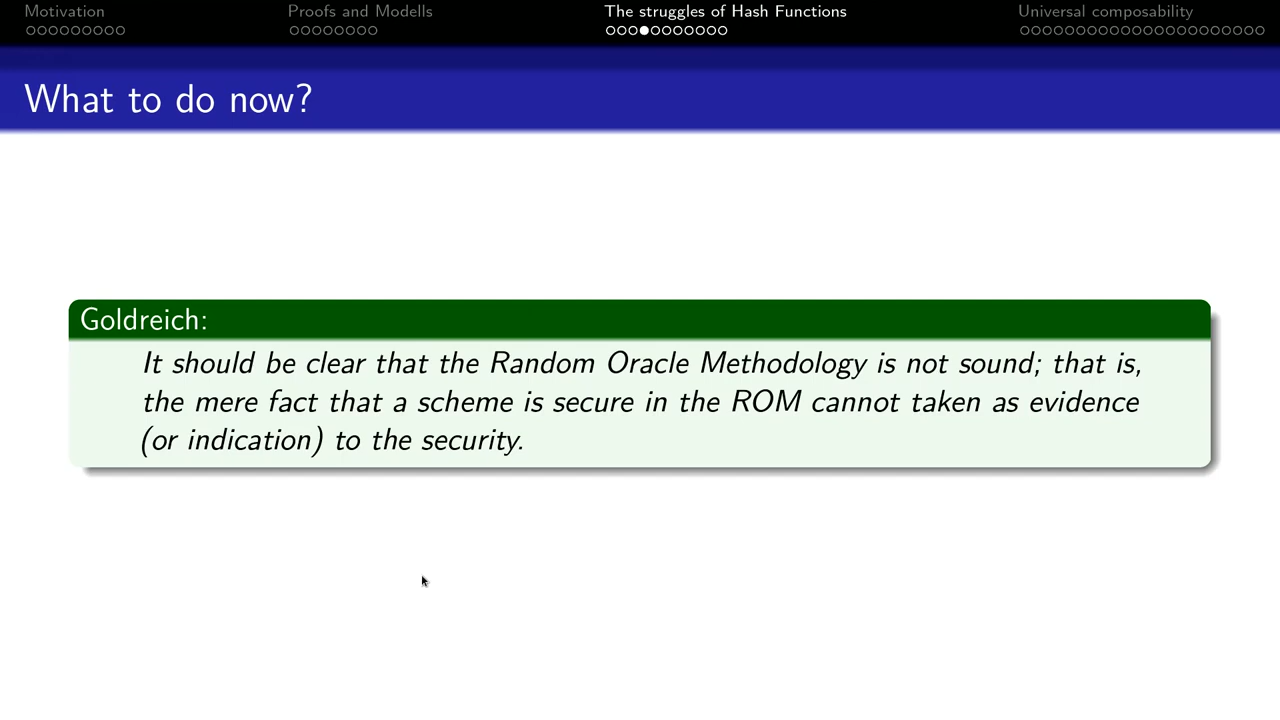 Motivation
Proofs and Modells
The struggles of Hash Functions
Universal composability
What to do now?
Goldreich:
It should be clear that the Random Oracle Methodology is not sound; that is,
the mere fact that a scheme is secure in the ROM cannot taken as evidence
(or indication) to the security.